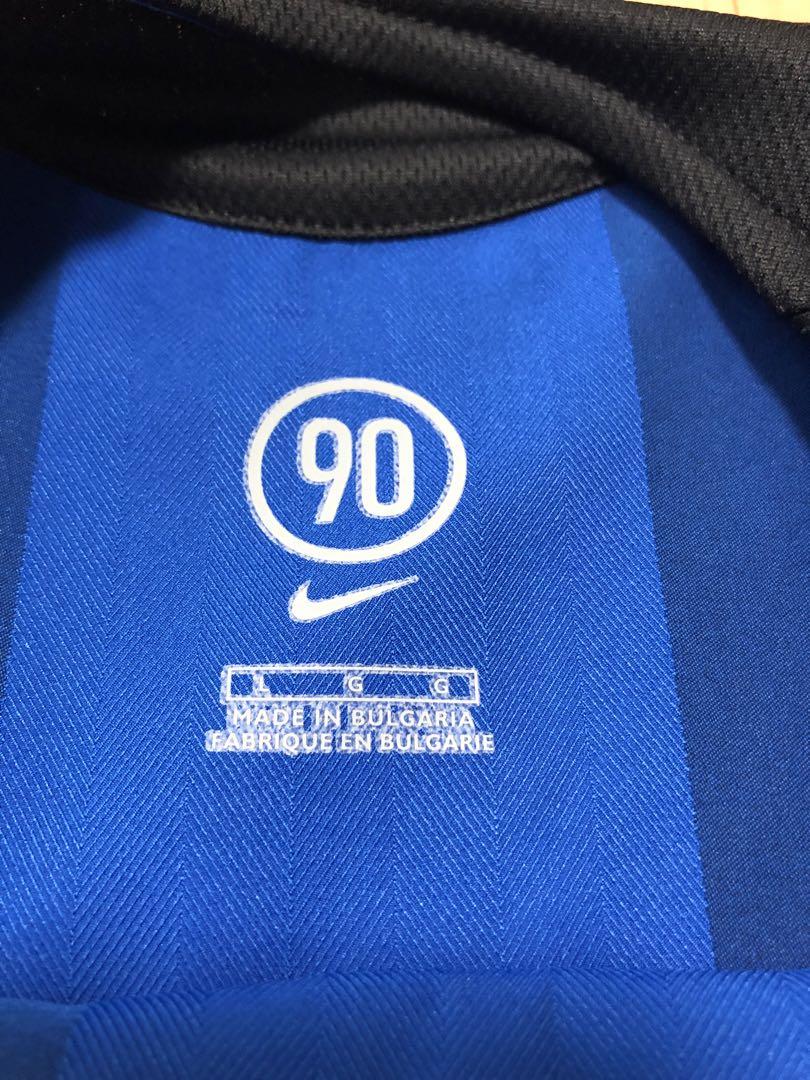 90
L G G
MADE IN BULGARIA
FABRIQUE EN BULGARIE